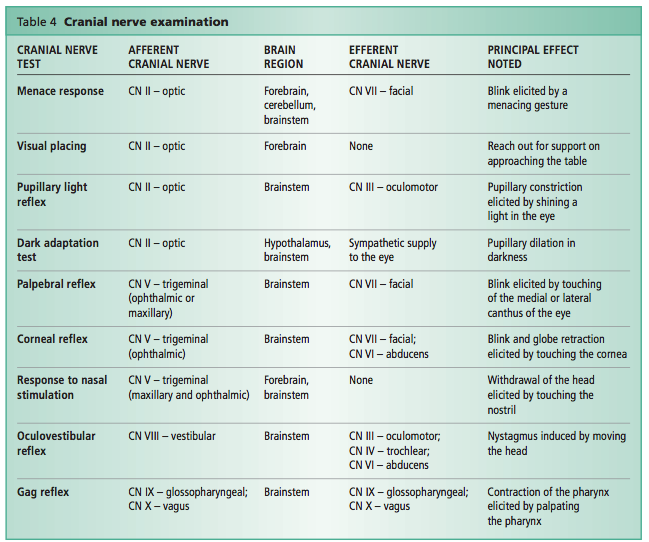 Table 4 Cranial nerve examination
CRANIAL NERVE TEST | AFFERENT CRANIAL NERVE | BRAIN REGION | EFFERENT CRANIAL NERVE | PRINCIPAL EFFECT NOTED
Menace response | CN II – optic | Forebrain, cerebellum, brainstem | CN VII – facial | Blink elicited by a menacing gesture
Visual placing | CN II – optic | Forebrain | None | Reach out for support on approaching the table
Pupillary light reflex | CN II – optic | Brainstem | CN III – oculomotor | Pupillary constriction elicited by shining a light in the eye
Dark adaptation test | CN II – optic | Hypothalamus, brainstem | Sympathetic supply to the eye | Pupillary dilation in darkness
Palpebral reflex | CN V – trigeminal (ophthalmic or maxillary) | Brainstem | CN VII – facial | Blink elicited by touching of the medial or lateral canthus of the eye
Corneal reflex | CN V – trigeminal (ophthalmic) | Brainstem | CN VII – facial; CN VI – abducens | Blink and globe retraction elicited by touching the cornea
Response to nasal stimulation | CN V – trigeminal (maxillary and ophthalmic) | Forebrain, brainstem | None | Withdrawal of the head elicited by touching the nostril
Oculovestibular reflex | CN VIII – vestibular | Brainstem | CN III – oculomotor; CN IV – trochlear; CN VI – abducens | Nystagmus induced by moving the head
Gag reflex | CN IX – glossopharyngeal; CN X – vagus | Brainstem | CN IX – glossopharyngeal; CN X – vagus | Contraction of the pharynx elicited by palpating the pharynx